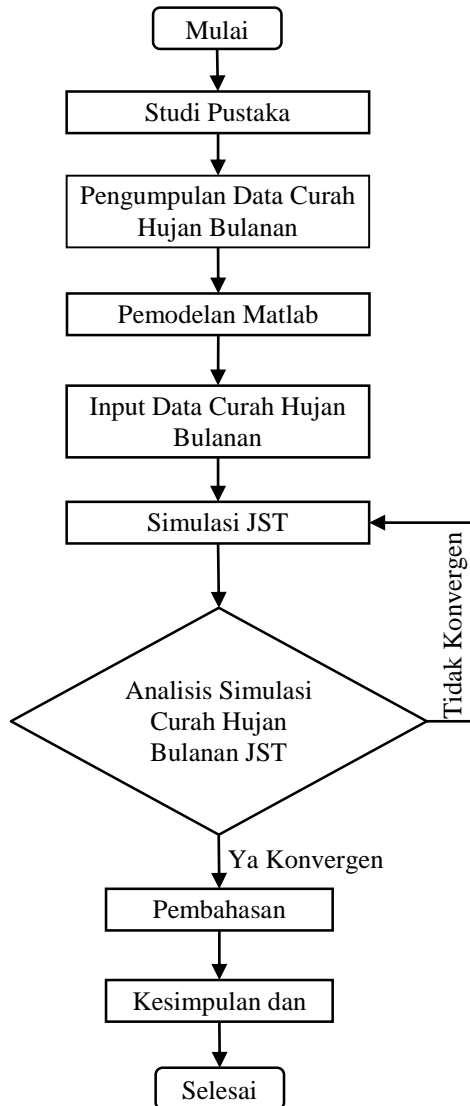 Mulai
Studi Pustaka
Pengumpulan Data Curah
Hujan Bulanan
Pemodelan Matlab
Input Data Curah Hujan
Bulanan
Simulasi JST
Tidak Konvergen
Analisis Simulasi
Curah Hujan
Bulanan JST
Ya Konvergen
Pembahasan
Kesimpulan dan
Selesai